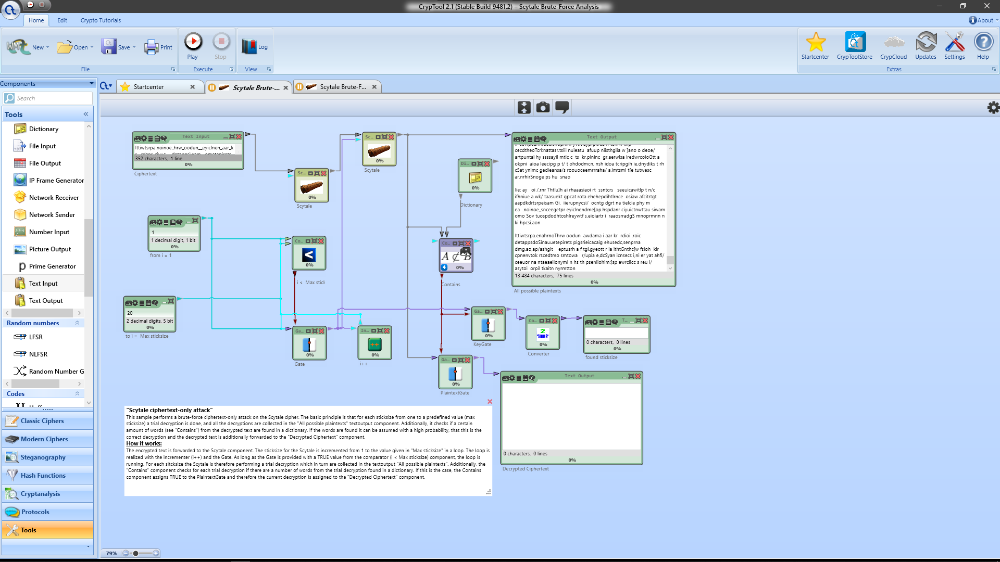 CrypTool 2.1 (Stable Build 9481.2) – Scytale Brute-Force Analysis
Home Edit Crypto Tutorials About
New Open Save Print Play Stop Log
File Execute View
Startcenter CrypToolStore CrypCloud Updates Settings Help
Extras
Components
Search
Tools
Dictionary
File Input
File Output
IP Frame Generator
Network Receiver
Network Sender
Number Input
Picture Output
Prime Generator
Text Input
Text Output
Random numbers
LFSR
NLFSR
Random Number G
Codes
Classic Ciphers
Modern Ciphers
Steganography
Hash Functions
Cryptanalysis
Protocols
Tools
Startcenter
Scytale Brute-...
Scytale Brute-F...
Text Input
lttiwtsrpa.noinoe,,hrw_oodun__eyiclnen_aar_k
352 characters, 1 line
0%
Ciphertext
Sc...
0%
Scytale
Sc...
0%
Scytale
1
1 decimal digit, 1 bit
0%
from i = 1
20
2 decimal digits, 5 bit
0%
to i = Max sticksize
Co...
<
0%
i < Max stick
Ga...
0%
Gate
In...
++
0%
i++
Di...
0%
Dictionary
Co...
A ⊄ B
4 0%
Contains
Ga...
0%
KeyGate
Ga...
0%
PlaintextGate
Co...
2
"STRING"
0%
Converter
T...
0 characters, 0 lines
0%
found sticksize
Text Output
cecdtheoTcrl:nattasr.tsiii nuieatu afuup niisthgiia w ]ano o deoe/
artpuntai hy ssssayil mtlc c ts kr,pininc gr.aerwlsa iredwrcoioGtt a
okpni aioa leecipg p t/ t ohdodmcn, nsh idoa tcripgih ie,dnydiks t rh
cSat ynimc gedieansa/s roouoceemrrraha/ a,imtsml t[e tutwesc
ar.nrhirSnoge ps hu snao
lie: ay oi /,rnr Thtlu]h ai rhaaasiaoi rt ssntcrs seeuicawitlp t n/c
ifhniue a wk/ taasuekt gpcat rota ehehepdihtlrnce osiaw afcitrtgt
aapdkdrtsrpeisam Gi. iierupnycsi/ ocntg dgrt na tielcie phy m
ea .noinoe,,snceegetpr eyiclnendme[op.hspdanr ciyuictnwttau siwam
omo Sov tuospdodhtoshlreywtf s,eioiartr i raaosrradgS mnoprmnn n
ki hpcsi.aon
lttiwtsrpa.enahrnoThrw oodun awdama i aar kr rdioi .roic
detappsdoSinauuetepirets pigsrieicacaig ehusedc,senprna
dmg.ao,ap/ashglt eptusrh a f tgi.gyeott r ia ithtGnthc[w fsioh kir
cpnenvtok rscedtmo smtowa r/upia e,dcSyan icnsecs i,ni er yat ahfi/
ceeuor na ntaeaeilonyml n hs th psenliohim:]sp ewrciicc s reu l/
asytoi orpil tkaitn nyrmtton
13 484 characters, 75 lines
0%
All possible plaintexts
Text Output
0 characters, 0 lines
0%
Decrypted Ciphertext
"Scytale ciphertext-only attack"
This sample performs a brute-force ciphertext-only attack on the Scytale cipher. The basic principle is that for each sticksize from one to a predefined value (max
sticksize) a trial decryption is done, and all the decryptions are collected in the "All possible plaintexts" textoutput component. Additionally, it checks if a certain
amount of words (see "Contains") from the decrypted text are found in a dictionary. If the words are found it can be assumed with a high probability, that this is the
correct decryption and the decrypted text is additionally forwarded to the "Decrypted Ciphertext" component.
How it works:
The encrypted text is forwarded to the Scytale component. The sticksize for the Scytale is incremented from 1 to the value given in "Max sticksize" in a loop. The loop is
realized with the incrementer (i++) and the Gate. As long as the Gate is provided with a TRUE value from the comparator (i < Max sticksize) component, the loop is
running. For each sitcksize the Scytale is therefore performing a trial decryption which in turn are collected in the textoutput "All possible plaintexts". Additionally, the
"Contains" component checks for each trial decryption if there are a number of words from the trial decryption found in a dictionary. If this is the case, the Contains
component assigns TRUE to the PlaintextGate and therefore the current decryption is assigned to the "Decrypted Ciphertext" component.
79%